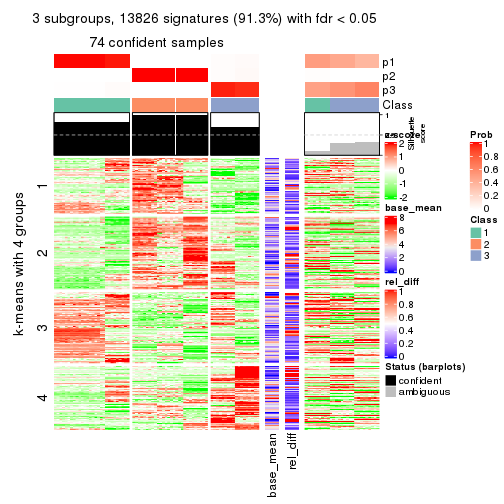 3 subgroups, 13826 signatures (91.3%) with fdr < 0.05
74 confident samples
p1
p2
p3
Class
1
Silhouette
score
k-means with 4 groups
1
2
3
4
base_mean
rel_diff
z-score
2
1
0
-1
-2
base_mean
8
6
4
2
0
rel_diff
1
0.8
0.6
0.4
0.2
0
Status (barplots)
confident
ambiguous
Prob
1
0.8
0.6
0.4
0.2
0
Class
1
2
3